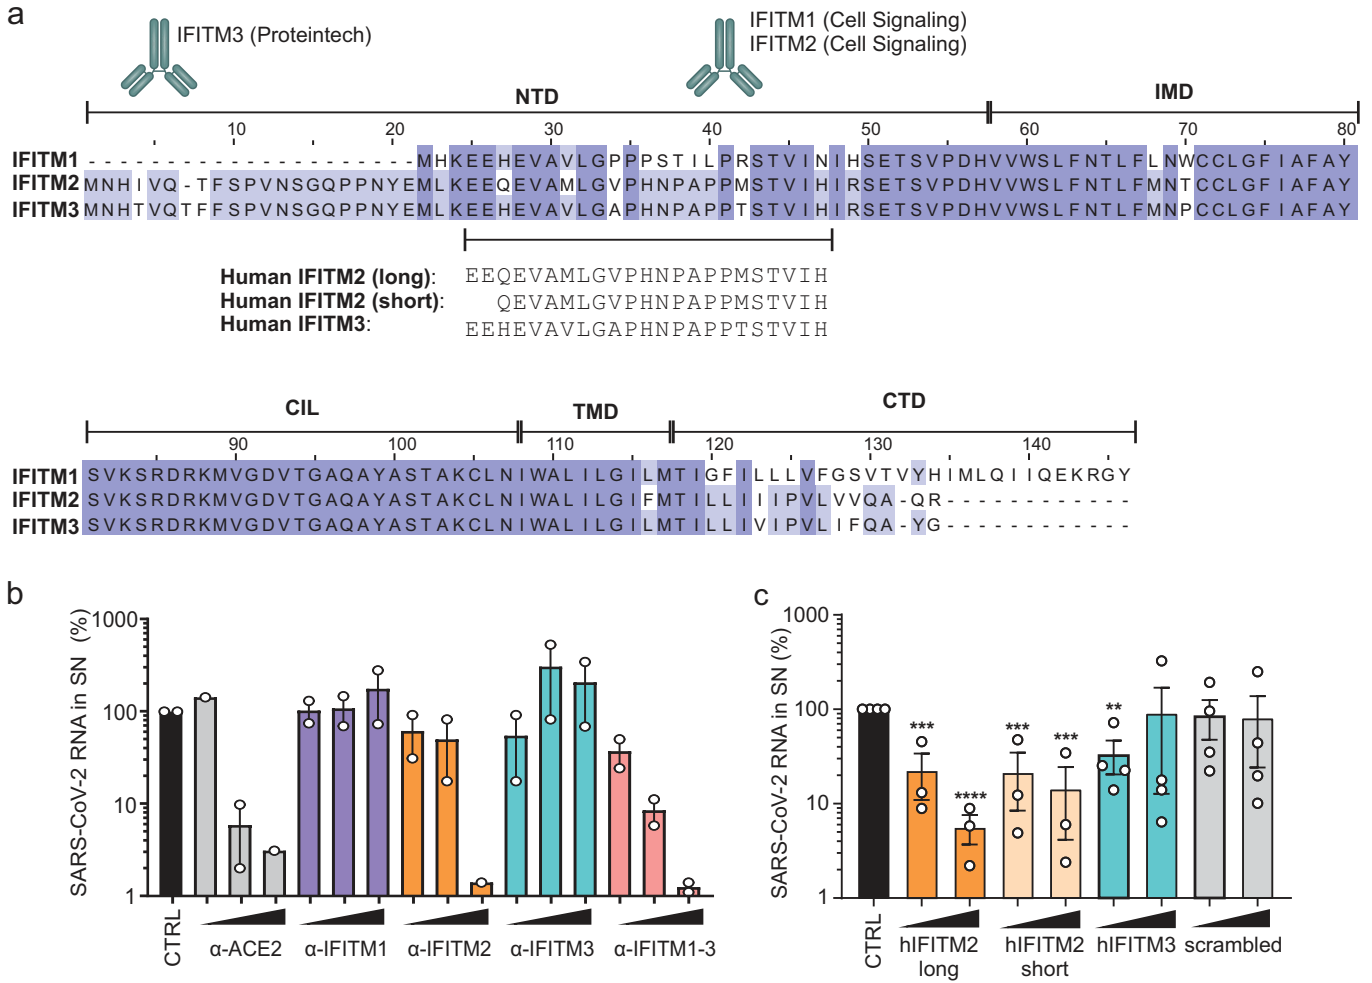 a
IFITM3 (Proteintech)
IFITM1 (Cell Signaling)
IFITM2 (Cell Signaling)
NTD IMD
10 20 30 40 50 60 70 80
IFITM1 ---------------------MHKEEHEVAVLGPPPSTILPRSTVINIHSETSVPDHVVWSLFNTLFLNWCCLGFIAFAY
IFITM2 MNHIVQ-TFSPVNSGQPPNYEMLKEEQEVAMLGVPHNPAPPMSTVIHIRSETSVPDHVVWSLFNTLFMNTCCLGFIAFAY
IFITM3 MNHTVQTFFSPVNSGQPPNYEMLKEEHEVAVLGAPHNPAPPTSTVIHIRSETSVPDHVVWSLFNTLFMNPCCLGFIAFAY
Human IFITM2 (long): EEQEVAMLGVPHNPAPPMSTVIH
Human IFITM2 (short): QEVAMLGVPHNPAPPMSTVIH
Human IFITM3: EEHEVAVLGAPHNPAPPTSTVIH
CIL TMD CTD
90 100 110 120 130 140
IFITM1 SVKSRDRKMVGDVTGAQAYASTAKCLNIWALILGILMTIGFILLLVFGSVTVYHIMLQIIQEKRGY
IFITM2 SVKSRDRKMVGDVTGAQAYASTAKCLNIWALILGIFMTILLIIIPVLVVQA-QR------------
IFITM3 SVKSRDRKMVGDVTGAQAYASTAKCLNIWALILGILMTILLIVIPVLIFQA-YG------------
b
SARS-CoV-2 RNA in SN (%)
1000
100
10
1
CTRL
α-ACE2
α-IFITM1
α-IFITM2
α-IFITM3
α-IFITM1-3
c
SARS-CoV-2 RNA in SN (%)
1000
100
10
1
***
****
***
***
**
CTRL
hIFITM2 long
hIFITM2 short
hIFITM3
scrambled